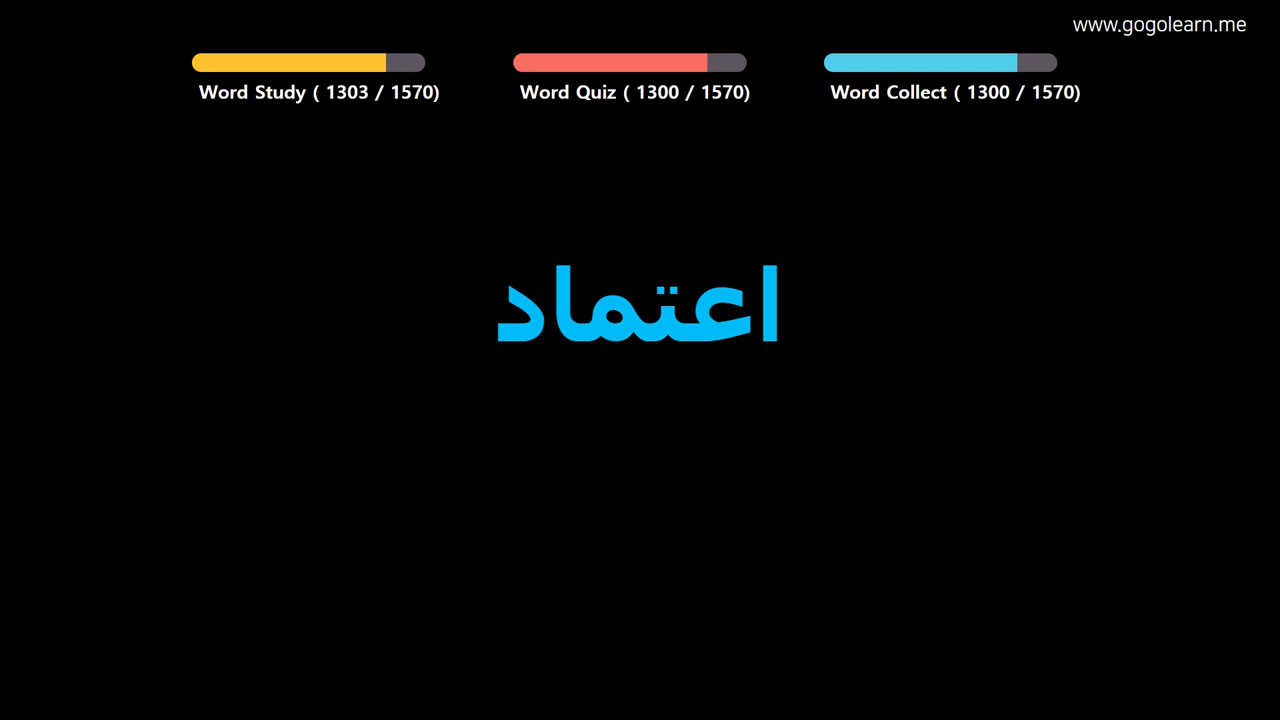 www.gogolearn.me
Word Study ( 1303 / 1570)
Word Quiz ( 1300 / 1570)
Word Collect ( 1300 / 1570)
اعتماد